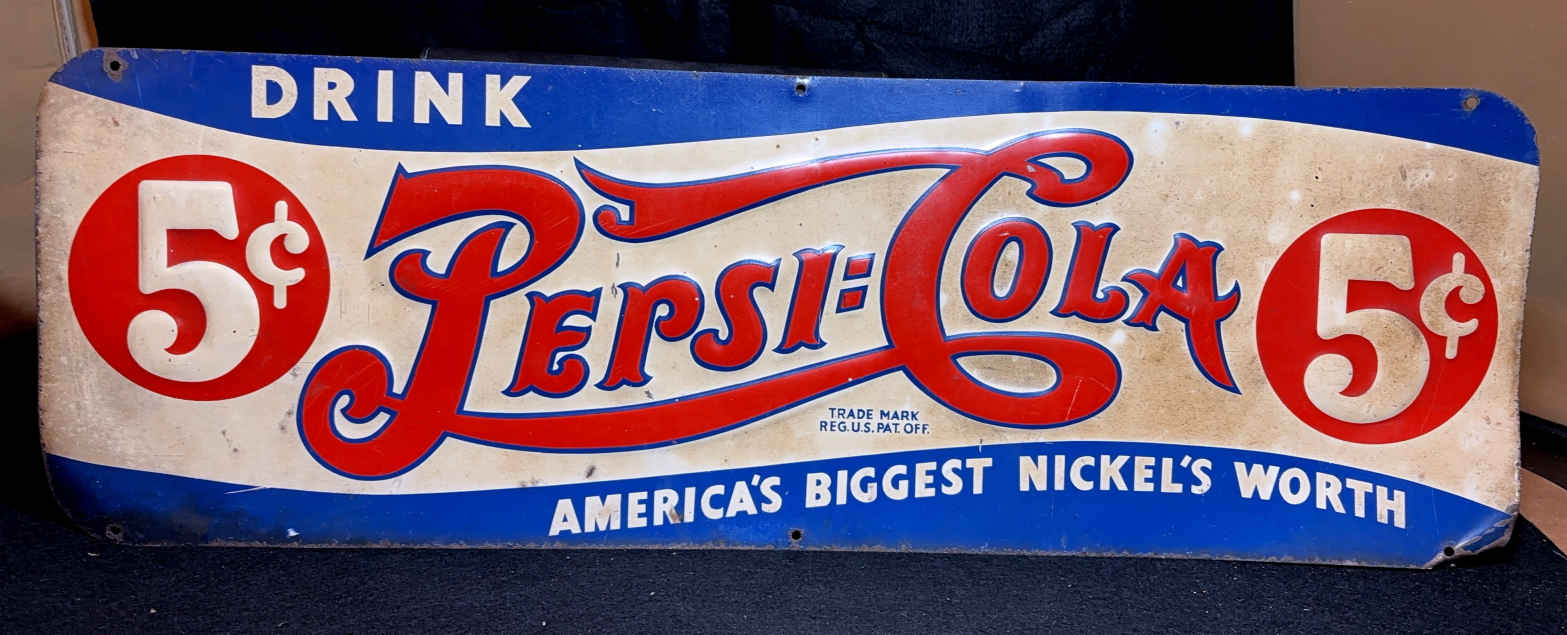 DRINK
5¢ PEPSI=COLA 5¢
TRADE MARK
REG.U.S.PAT.OFF.
AMERICA'S BIGGEST NICKEL'S WORTH